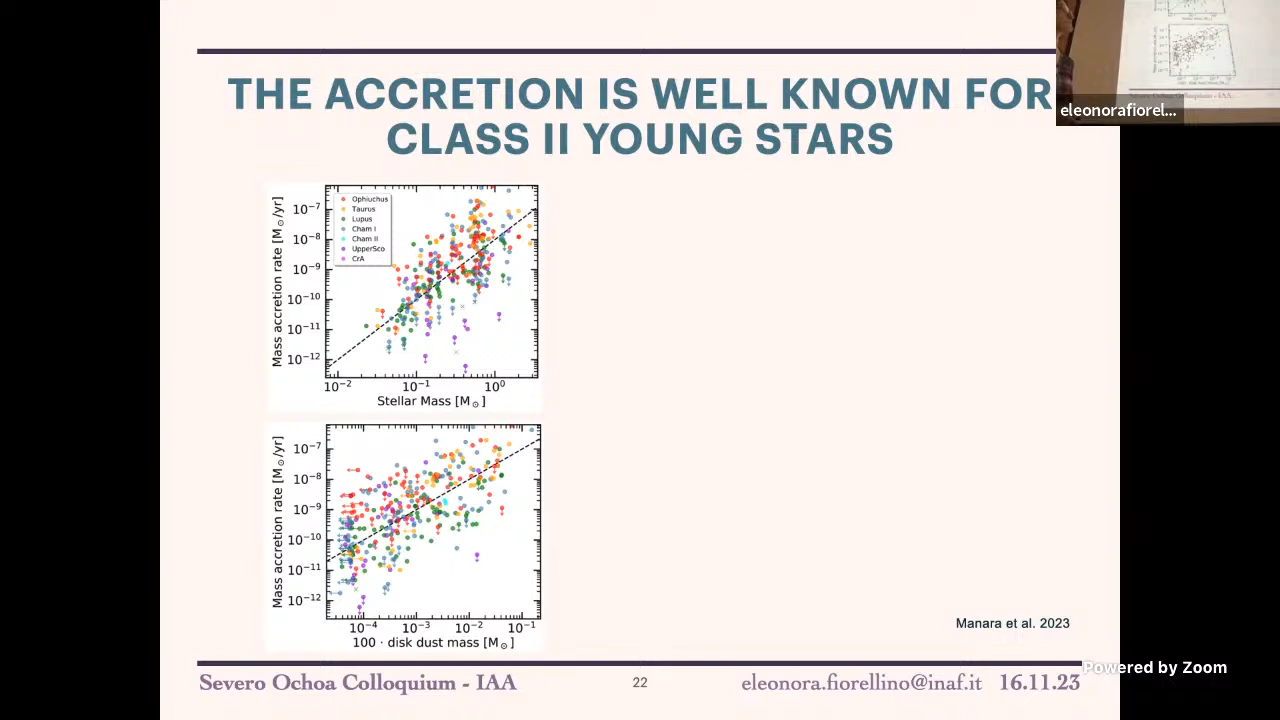 THE ACCRETION IS WELL KNOWN FOR
CLASS II YOUNG STARS
eleonorafiorel...
Mass accretion rate [M⊙/yr]
10⁻⁷
10⁻⁸
10⁻⁹
10⁻¹⁰
10⁻¹¹
10⁻¹²
Ophiuchus
Taurus
Lupus
Cham I
Cham II
UpperSco
CrA
10⁻² 10⁻¹ 10⁰
Stellar Mass [M⊙]
Mass accretion rate [M⊙/yr]
10⁻⁷
10⁻⁸
10⁻⁹
10⁻¹⁰
10⁻¹¹
10⁻¹²
10⁻⁴ 10⁻³ 10⁻² 10⁻¹
100 · disk dust mass [M⊙]
Manara et al. 2023
Powered by Zoom
Severo Ochoa Colloquium - IAA 22 eleonora.fiorellino@inaf.it 16.11.23